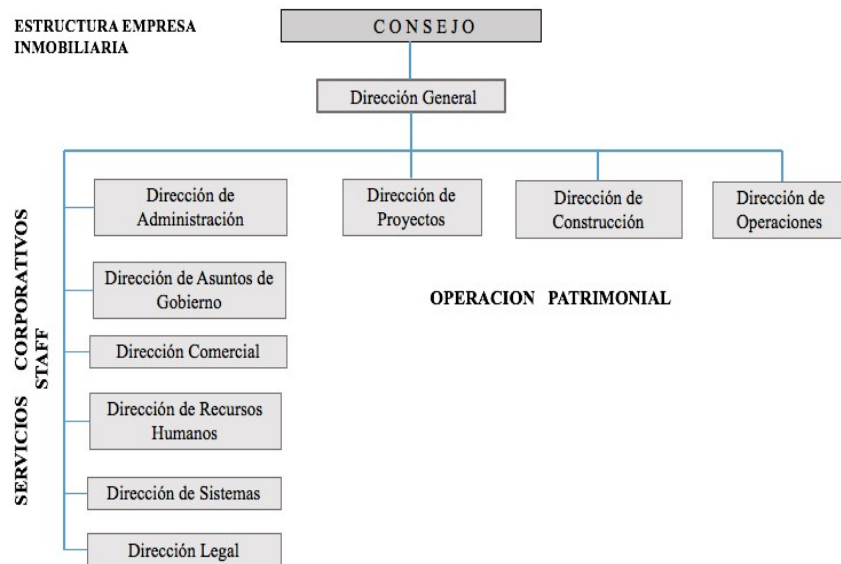 ESTRUCTURA EMPRESA
INMOBILIARIA
CONSEJO
Dirección General
Dirección de
Administración
Dirección de
Proyectos
Dirección de
Construcción
Dirección de
Operaciones
Dirección de Asuntos de
Gobierno
OPERACION PATRIMONIAL
Dirección Comercial
Dirección de Recursos
Humanos
Dirección de Sistemas
Dirección Legal
SERVICIOS CORPORATIVOS
STAFF